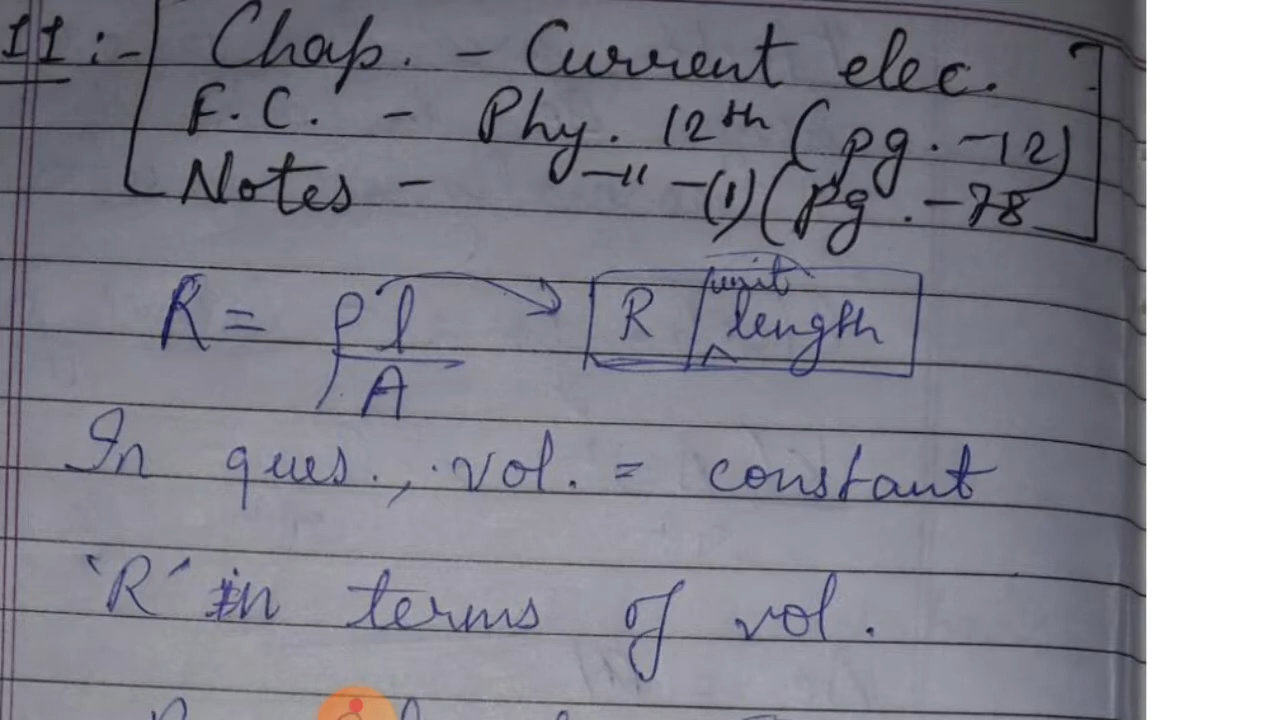 11:- [Chap. - Current elec.]
F.C. - Phy. 12th (pg. -12)
Notes - -"- (1) (pg. -78
R = ρl/A → R / unit length
In ques., vol. = constant
'R' in terms of vol.